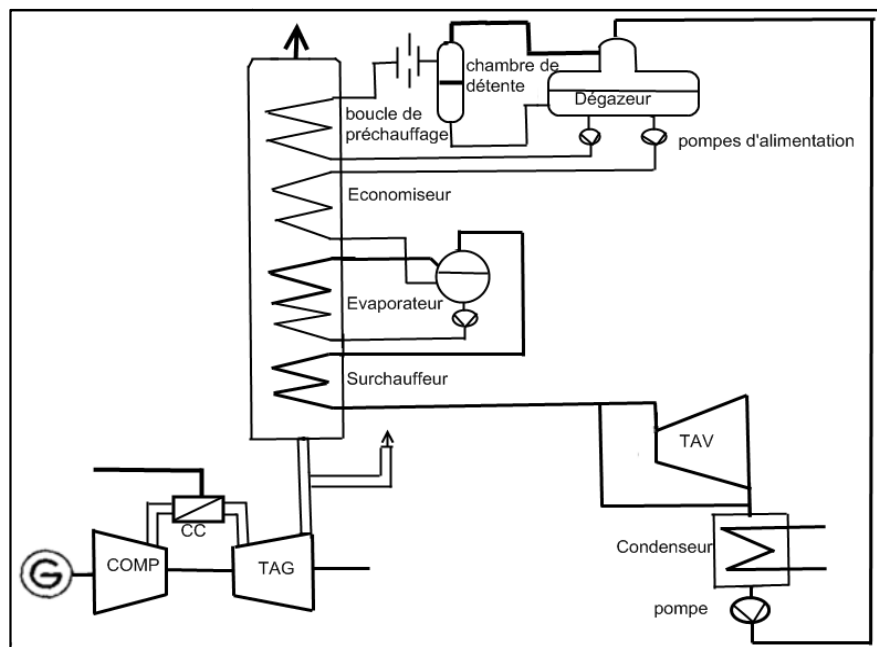 chambre de
détente
Dégazeur
boucle de
préchauffage
pompes d'alimentation
Economiseur
Evaporateur
Surchauffeur
TAV
CC
COMP
TAG
G
Condenseur
pompe